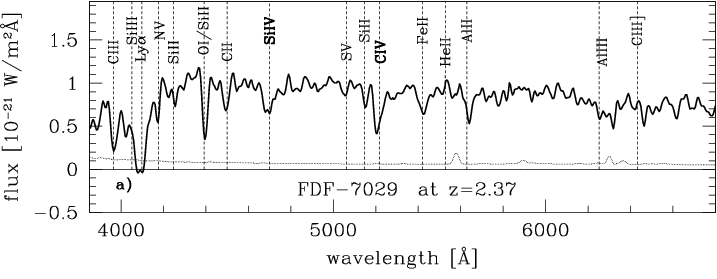 flux [10⁻²¹ W/m²Å]
1.5
1
0.5
0
−0.5
CIII
SiIII
Lyα
NV
SiII
OI/SiII
CII
SiIV
SV
SiII
CIV
FeII
HeII
AlII
AlIII
CIII]
a)
FDF-7029 at z=2.37
4000 5000 6000
wavelength [Å]